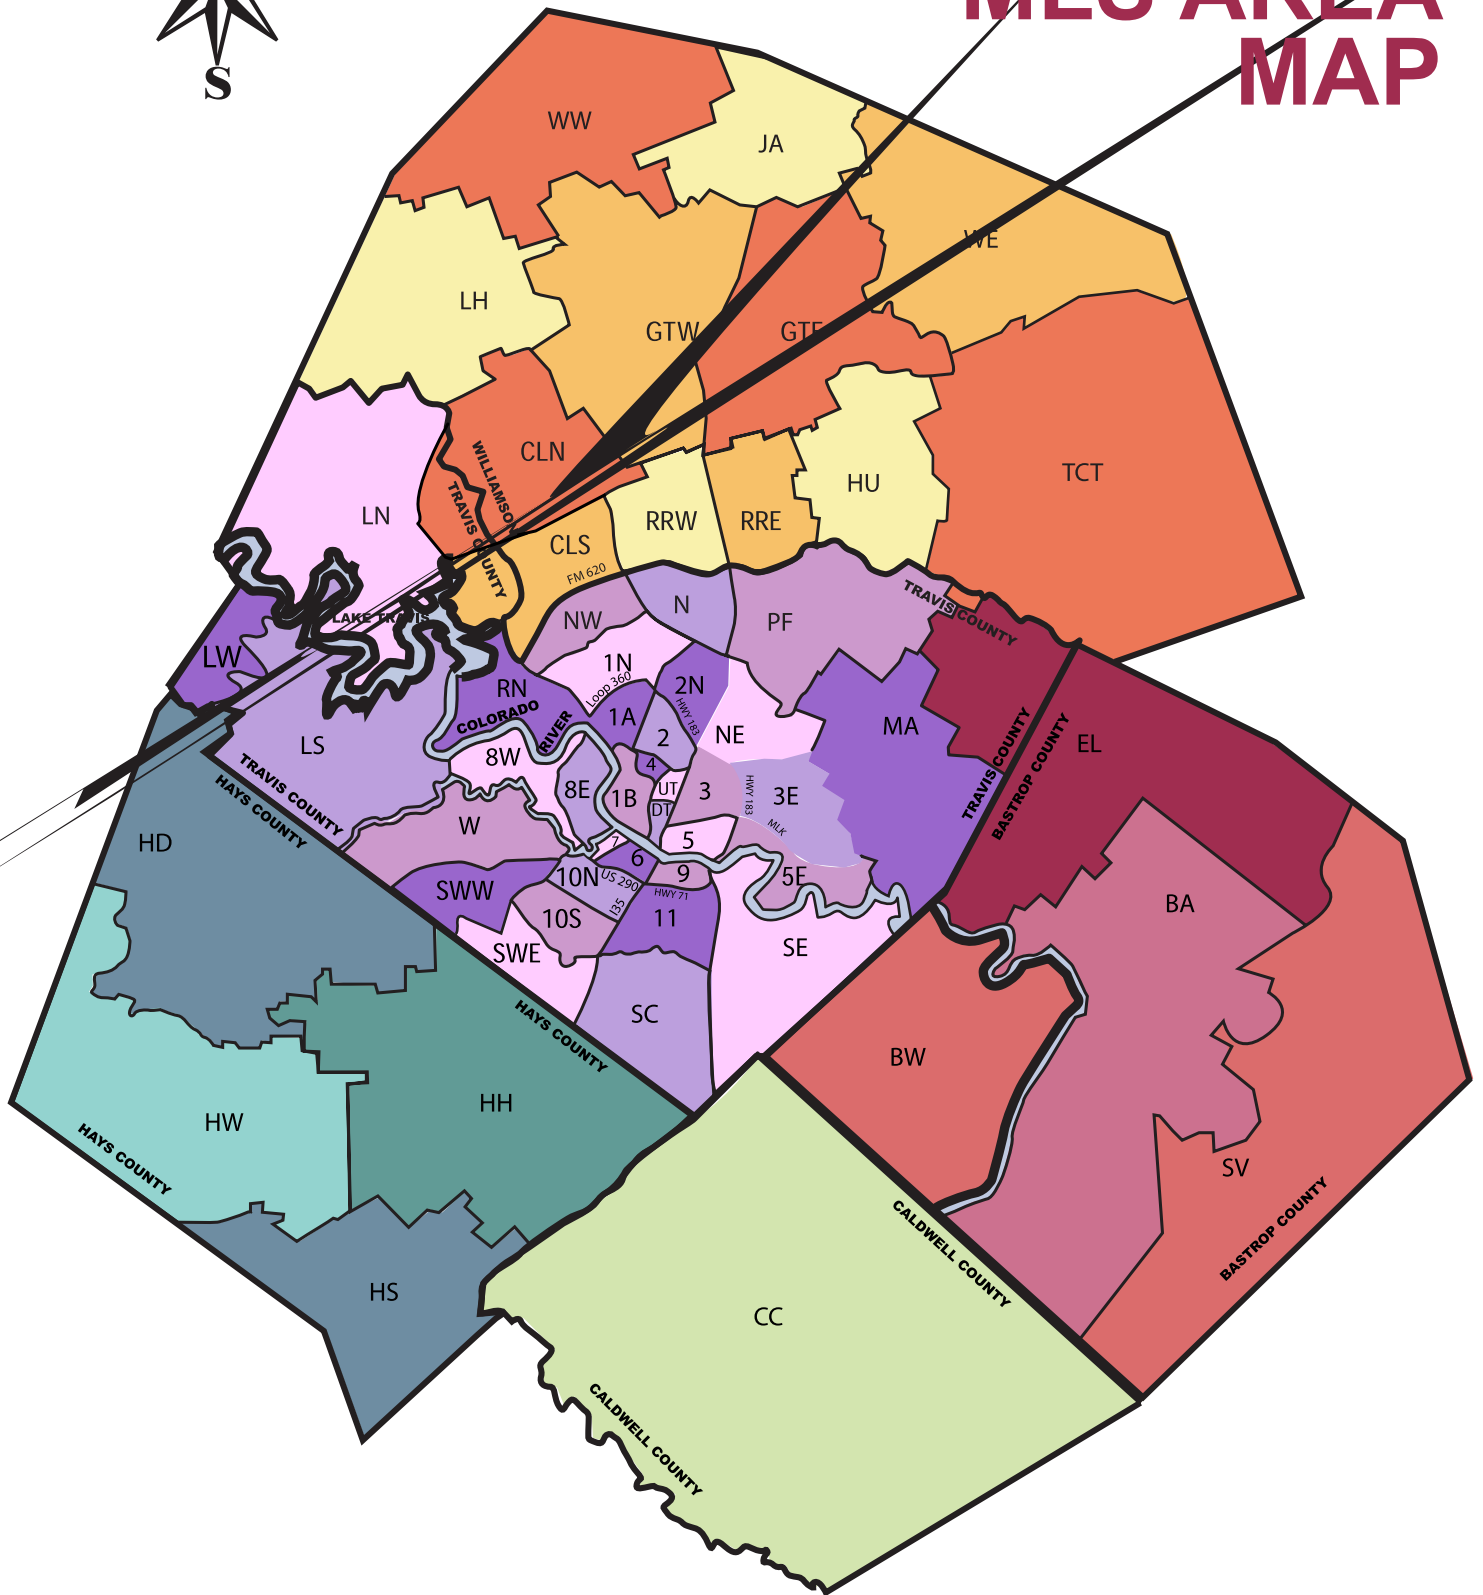 MLS AREA
MAP
S
WW
JA
WE
LH
GTW
GTE
CLN
TCT
HU
WILLIAMSON
TRAVIS COUNTY
LN
RRW
RRE
CLS
FM 620
NW
N
PF
TRAVIS COUNTY
LAKE TRAVIS
LW
1N
RN
Loop 360
2N
HWY 183
COLORADO
RIVER
1A
2
NE
MA
LS
8W
4
EL
TRAVIS COUNTY
BASTROP COUNTY
TRAVIS COUNTY
HAYS COUNTY
8E
1B
UT
DT
3
HWY 183
3E
MLK
W
7
5
6
HD
SWW
10N
US 290
9
HWY 71
5E
I35
10S
11
BA
SWE
SE
SC
HAYS COUNTY
BW
HH
HW
HAYS COUNTY
SV
BASTROP COUNTY
CALDWELL COUNTY
HS
CC
CALDWELL COUNTY